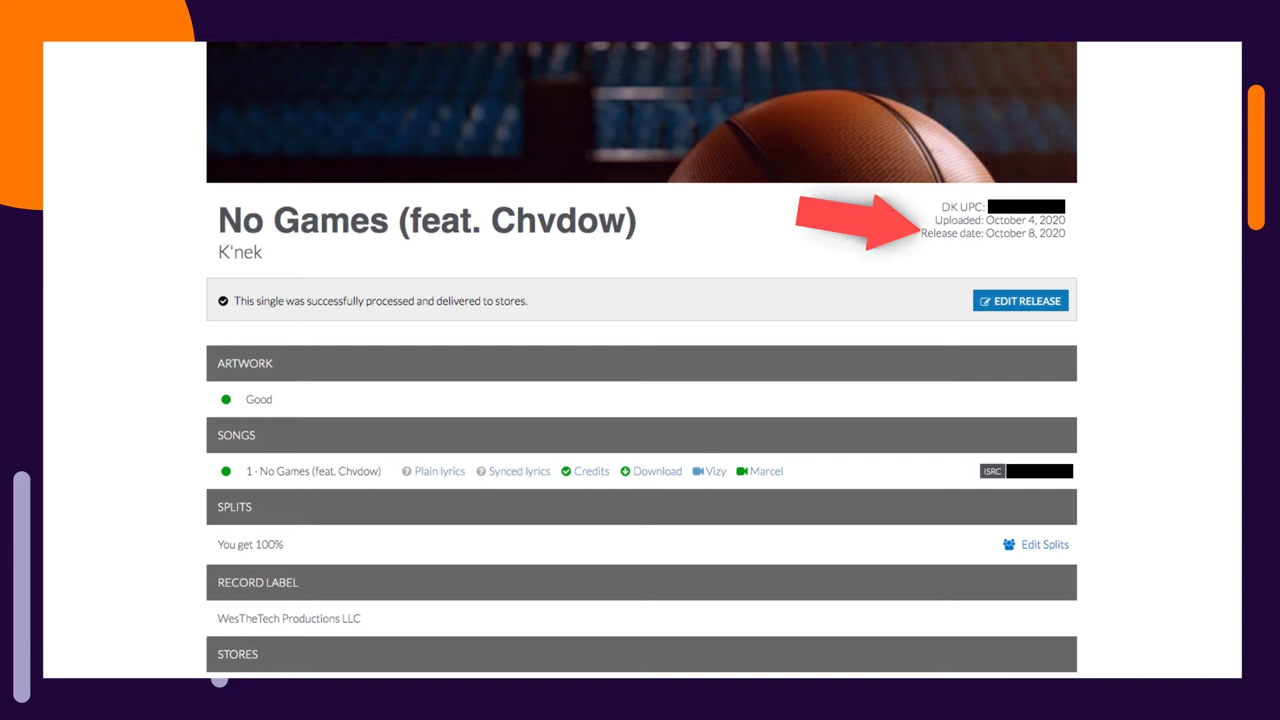 No Games (feat. Chvdow)
K'nek
DK UPC:
Uploaded: October 4, 2020
Release date: October 8, 2020
This single was successfully processed and delivered to stores.
EDIT RELEASE
ARTWORK
Good
SONGS
1 · No Games (feat. Chvdow) Plain lyrics Synced lyrics Credits Download Vizy Marcel ISRC
SPLITS
You get 100% Edit Splits
RECORD LABEL
WesTheTech Productions LLC
STORES